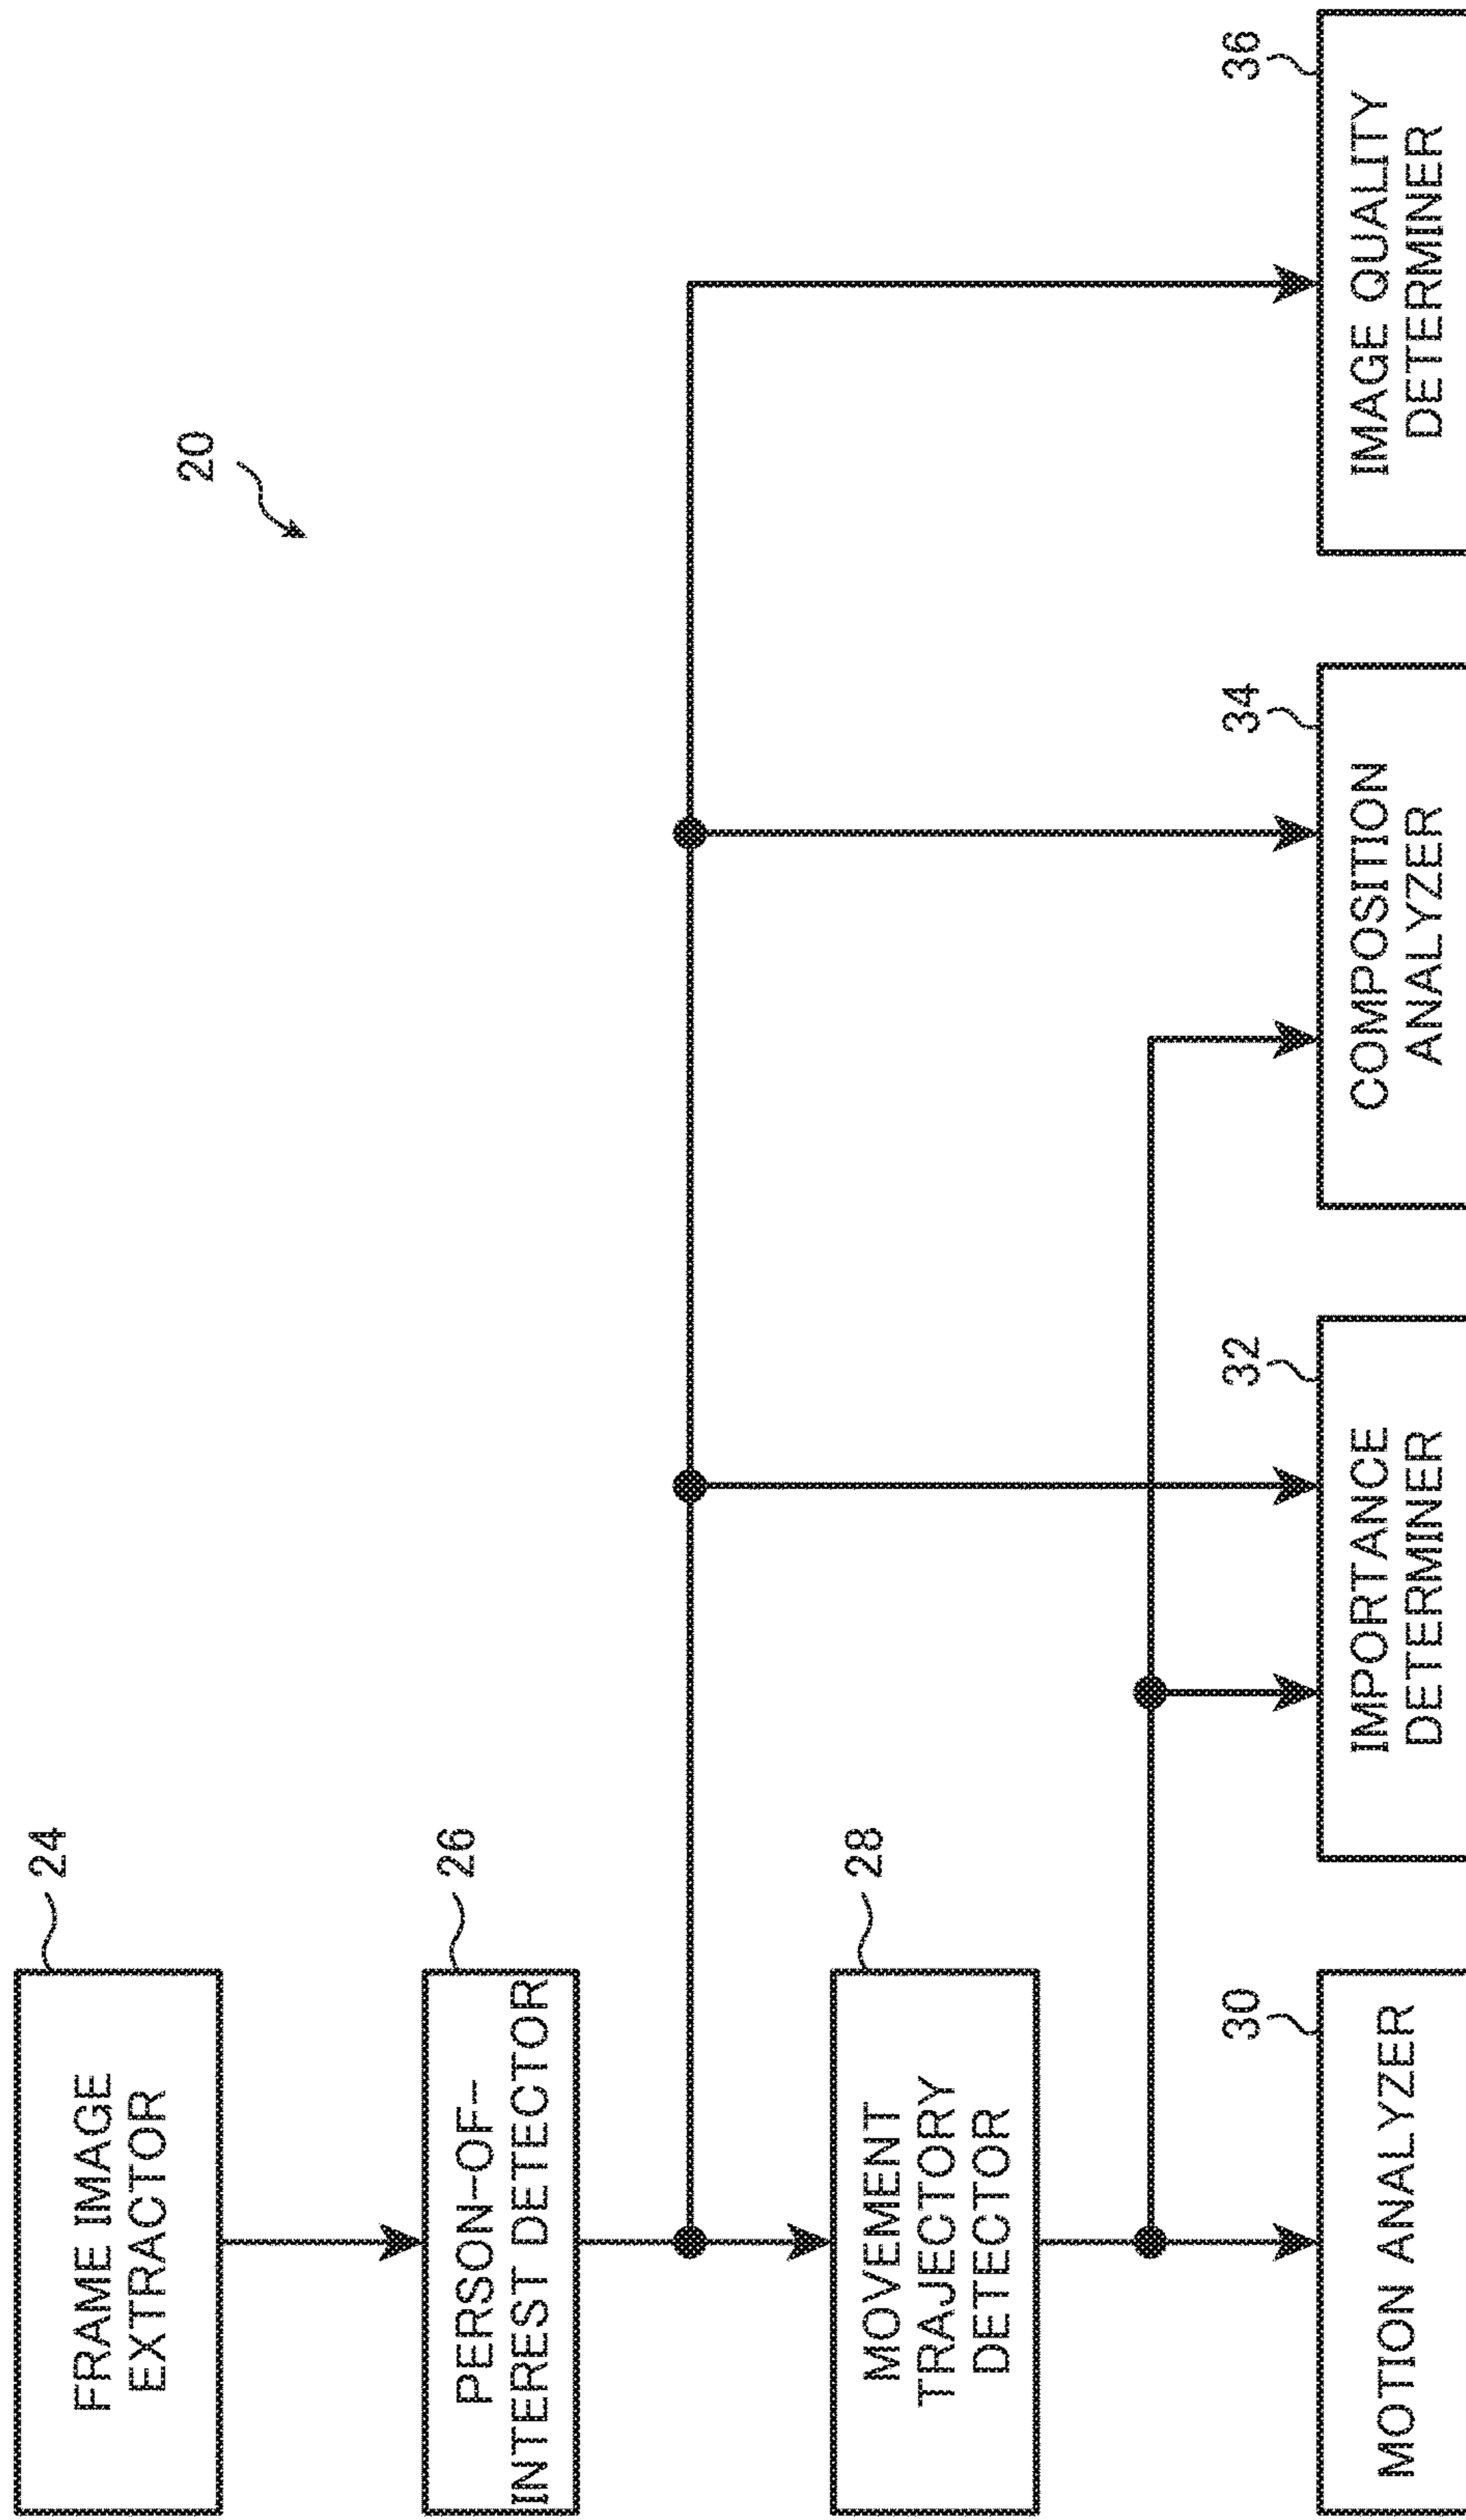 20
24
FRAME IMAGE
EXTRACTOR
26
PERSON-OF-
INTEREST DETECTOR
28
MOVEMENT
TRAJECTORY
DETECTOR
30
MOTION ANALYZER
32
IMPORTANCE
DETERMINER
34
COMPOSITION
ANALYZER
36
IMAGE QUALITY
DETERMINER